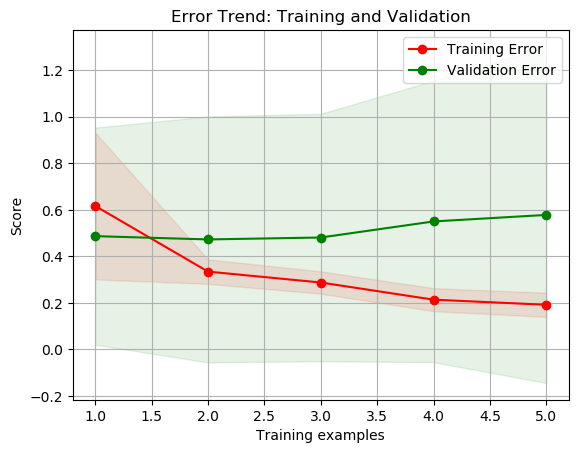 Error Trend: Training and Validation
Training Error
Validation Error
1.2
1.0
0.8
0.6
0.4
0.2
0.0
−0.2
Score
1.0 1.5 2.0 2.5 3.0 3.5 4.0 4.5 5.0
Training examples